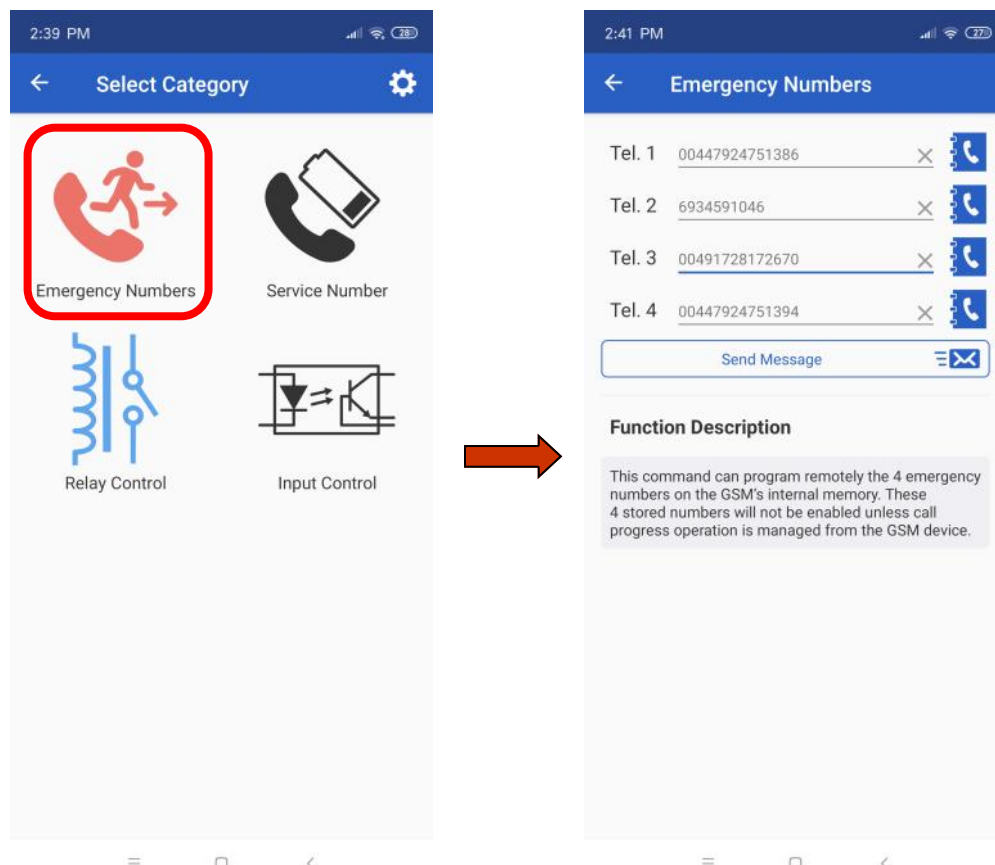 2:39 PM
28
Select Category
Emergency Numbers
Service Number
Relay Control
Input Control
2:41 PM
27
Emergency Numbers
Tel. 1 00447924751386
Tel. 2 6934591046
Tel. 3 00491728172670
Tel. 4 00447924751394
Send Message
Function Description
This command can program remotely the 4 emergency
numbers on the GSM's internal memory. These
4 stored numbers will not be enabled unless call
progress operation is managed from the GSM device.